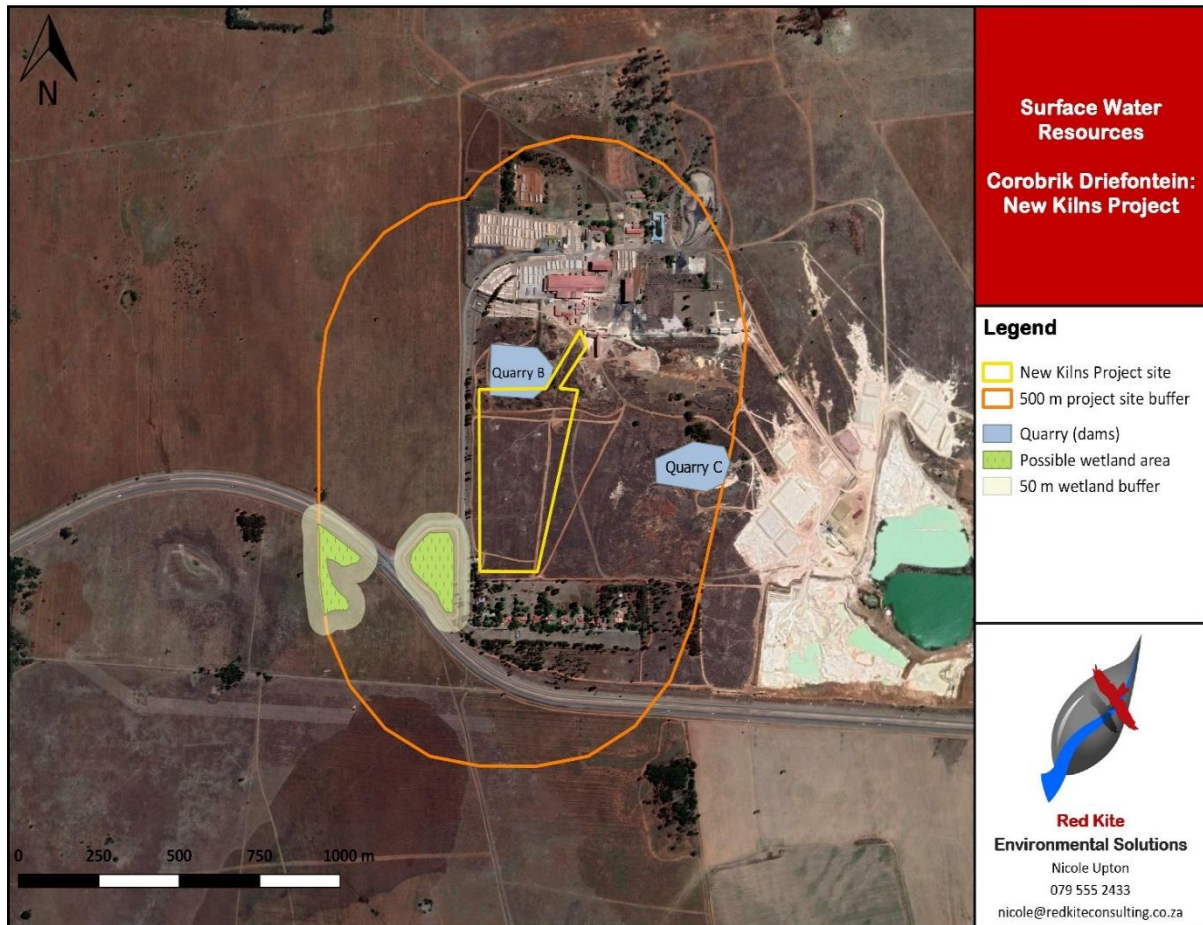 N
Quarry B
Quarry C
0 250 500 750 1000 m
Surface Water
Resources
Corobrik Driefontein:
New Kilns Project
Legend
New Kilns Project site
500 m project site buffer
Quarry (dams)
Possible wetland area
50 m wetland buffer
Red Kite
Environmental Solutions
Nicole Upton
079 555 2433
nicole@redkiteconsulting.co.za